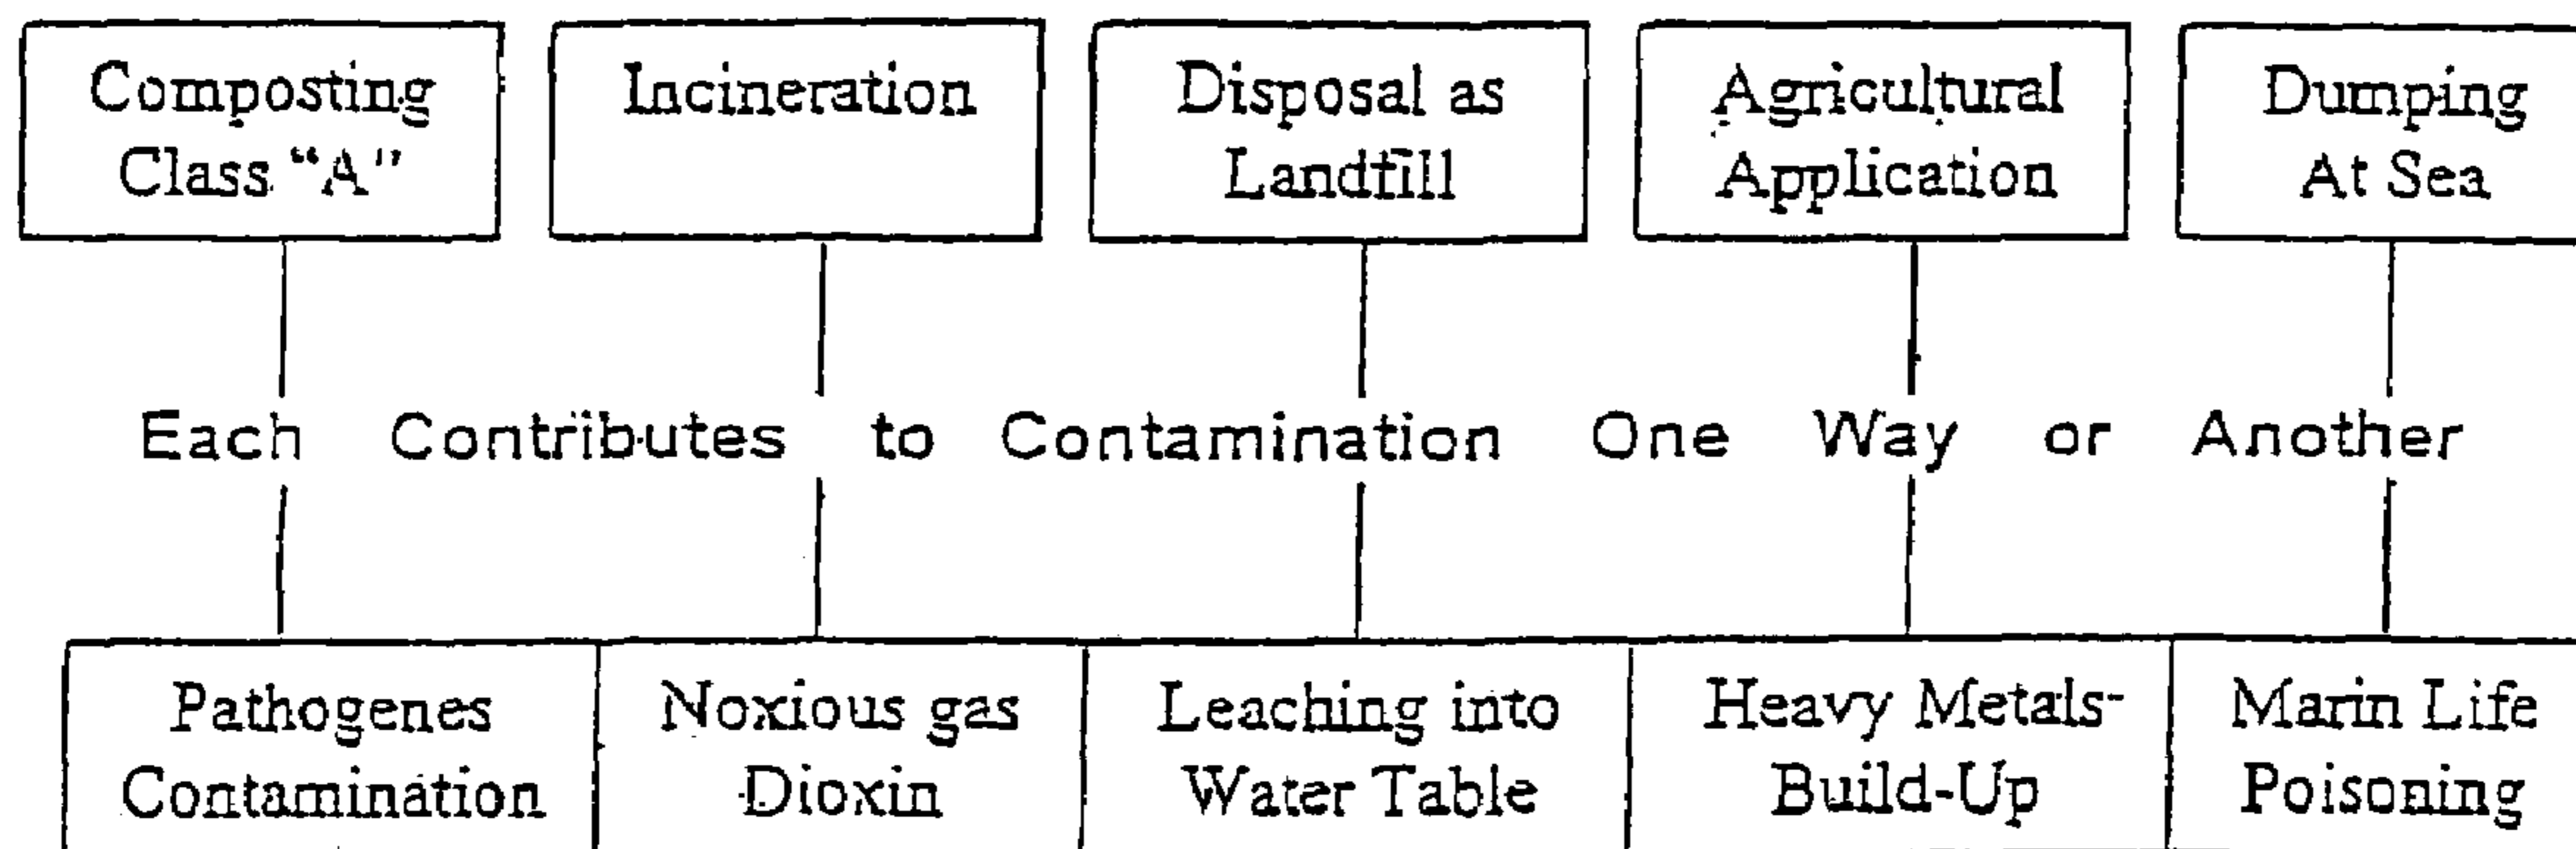 Composting
Class "A"
Incineration
Disposal as
Landfill
Agricultural
Application
Dumping
At Sea
Each Contributes to Contamination One Way or Another
Pathogenes
Contamination
Noxious gas
Dioxin
Leaching into
Water Table
Heavy Metals-
Build-Up
Marin Life
Poisoning